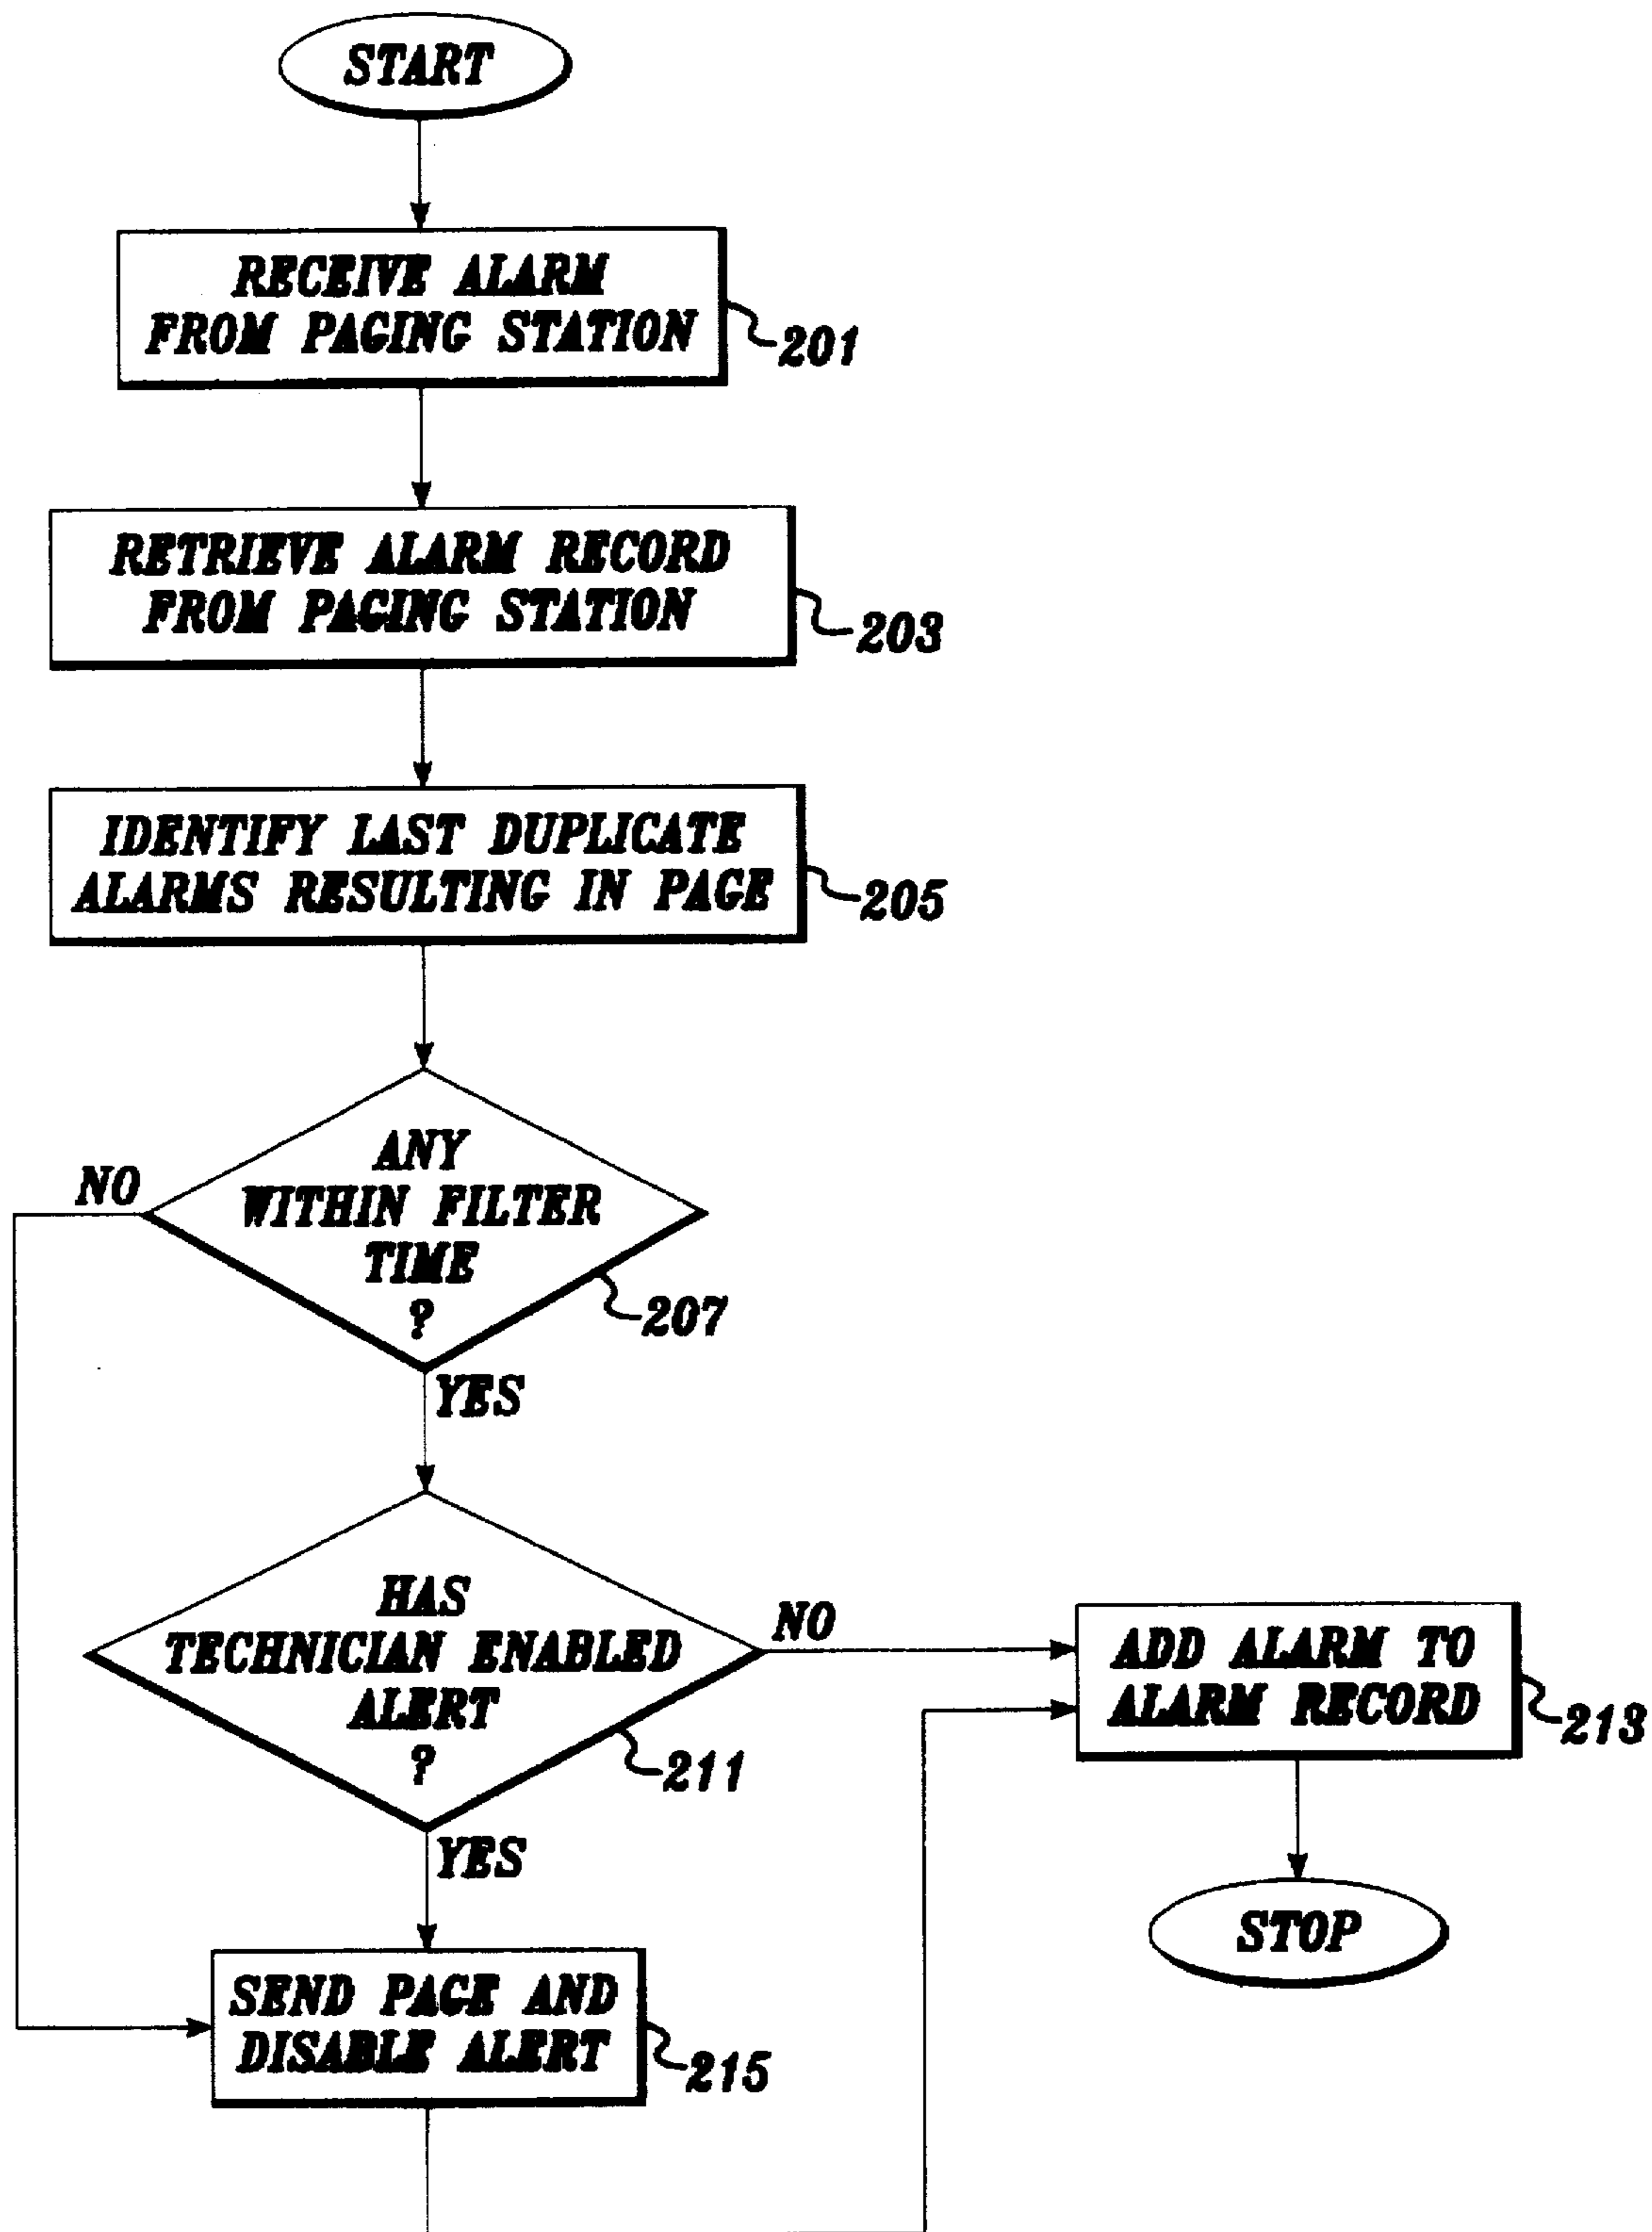 START
RECEIVE ALARM
FROM PAGING STATION
201
RETRIEVE ALARM RECORD
FROM PAGING STATION
203
IDENTIFY LAST DUPLICATE
ALARMS RESULTING IN PAGE
205
ANY
WITHIN FILTER
TIME
?
NO
207
YES
HAS
TECHNICIAN ENABLED
ALERT
?
NO
211
YES
ADD ALARM TO
ALARM RECORD
213
STOP
SEND PAGE AND
DISABLE ALERT
215